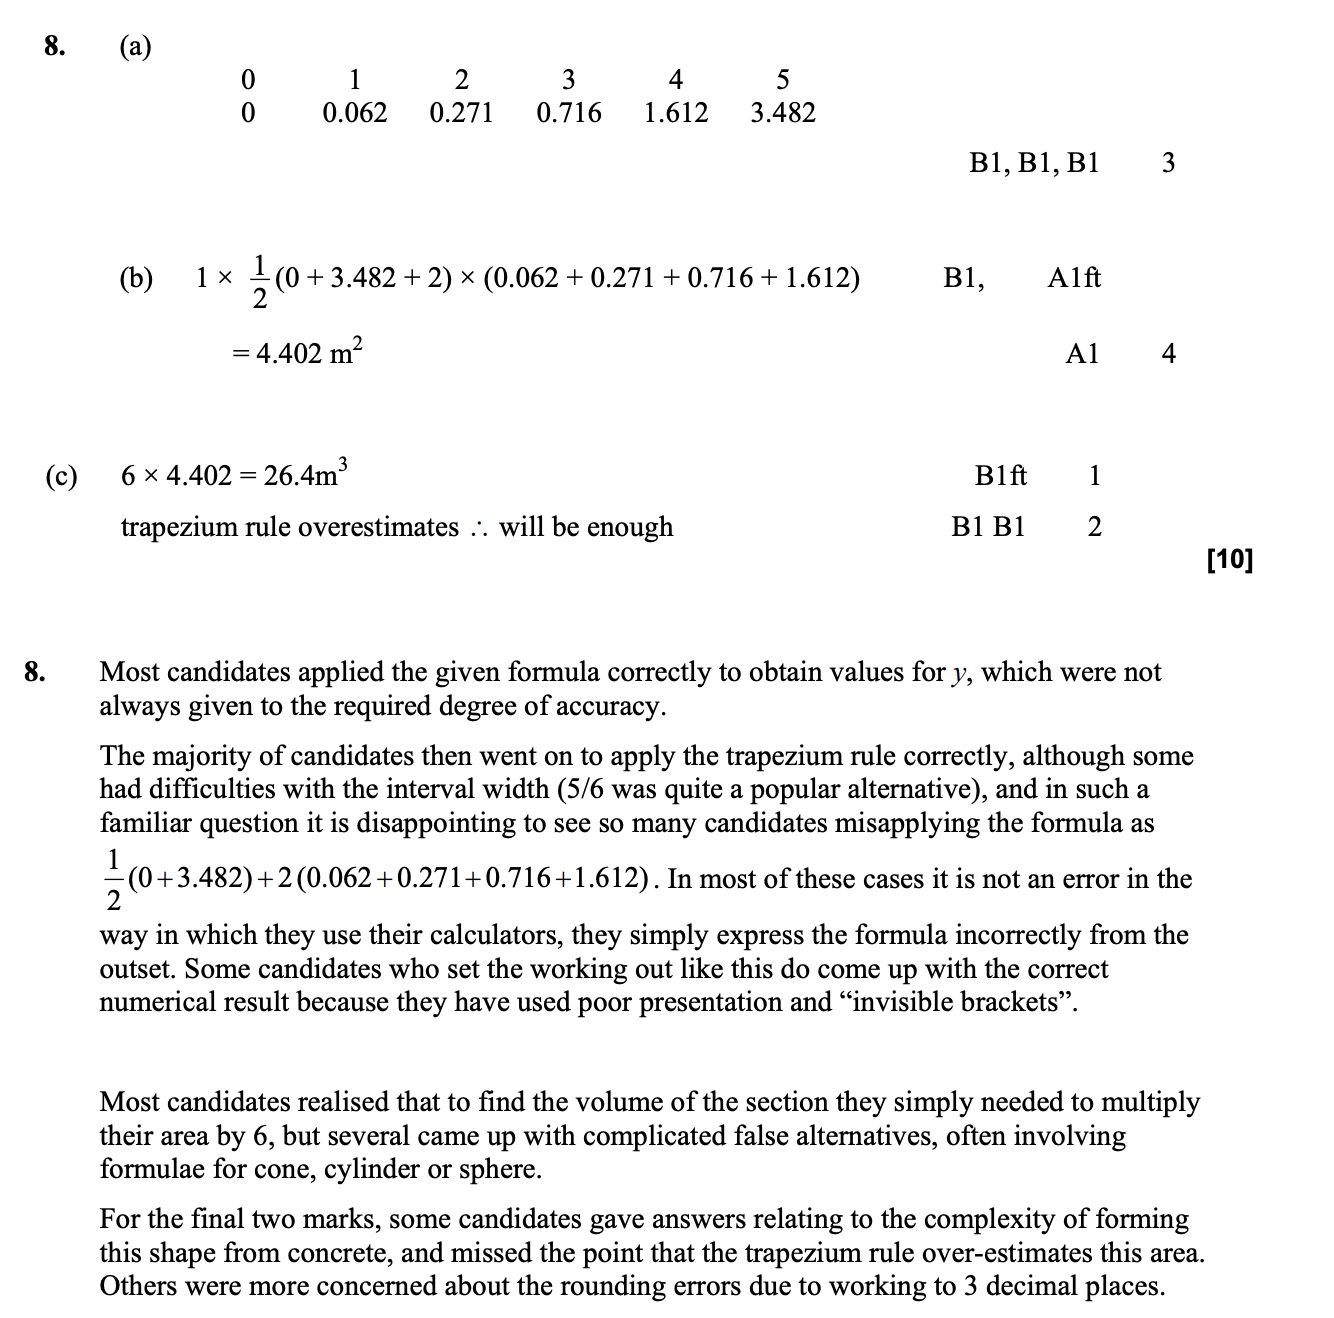 8. (a)
0 1 2 3 4 5
0 0.062 0.271 0.716 1.612 3.482
B1, B1, B1 3
(b) 1 × 1/2 (0 + 3.482 + 2) × (0.062 + 0.271 + 0.716 + 1.612) B1, A1ft
= 4.402 m² A1 4
(c) 6 × 4.402 = 26.4m³ B1ft 1
trapezium rule overestimates ∴ will be enough B1 B1 2
[10]
8. Most candidates applied the given formula correctly to obtain values for y, which were not
always given to the required degree of accuracy.
The majority of candidates then went on to apply the trapezium rule correctly, although some
had difficulties with the interval width (5/6 was quite a popular alternative), and in such a
familiar question it is disappointing to see so many candidates misapplying the formula as
1/2 (0+3.482)+2(0.062+0.271+0.716+1.612). In most of these cases it is not an error in the
way in which they use their calculators, they simply express the formula incorrectly from the
outset. Some candidates who set the working out like this do come up with the correct
numerical result because they have used poor presentation and “invisible brackets”.
Most candidates realised that to find the volume of the section they simply needed to multiply
their area by 6, but several came up with complicated false alternatives, often involving
formulae for cone, cylinder or sphere.
For the final two marks, some candidates gave answers relating to the complexity of forming
this shape from concrete, and missed the point that the trapezium rule over-estimates this area.
Others were more concerned about the rounding errors due to working to 3 decimal places.